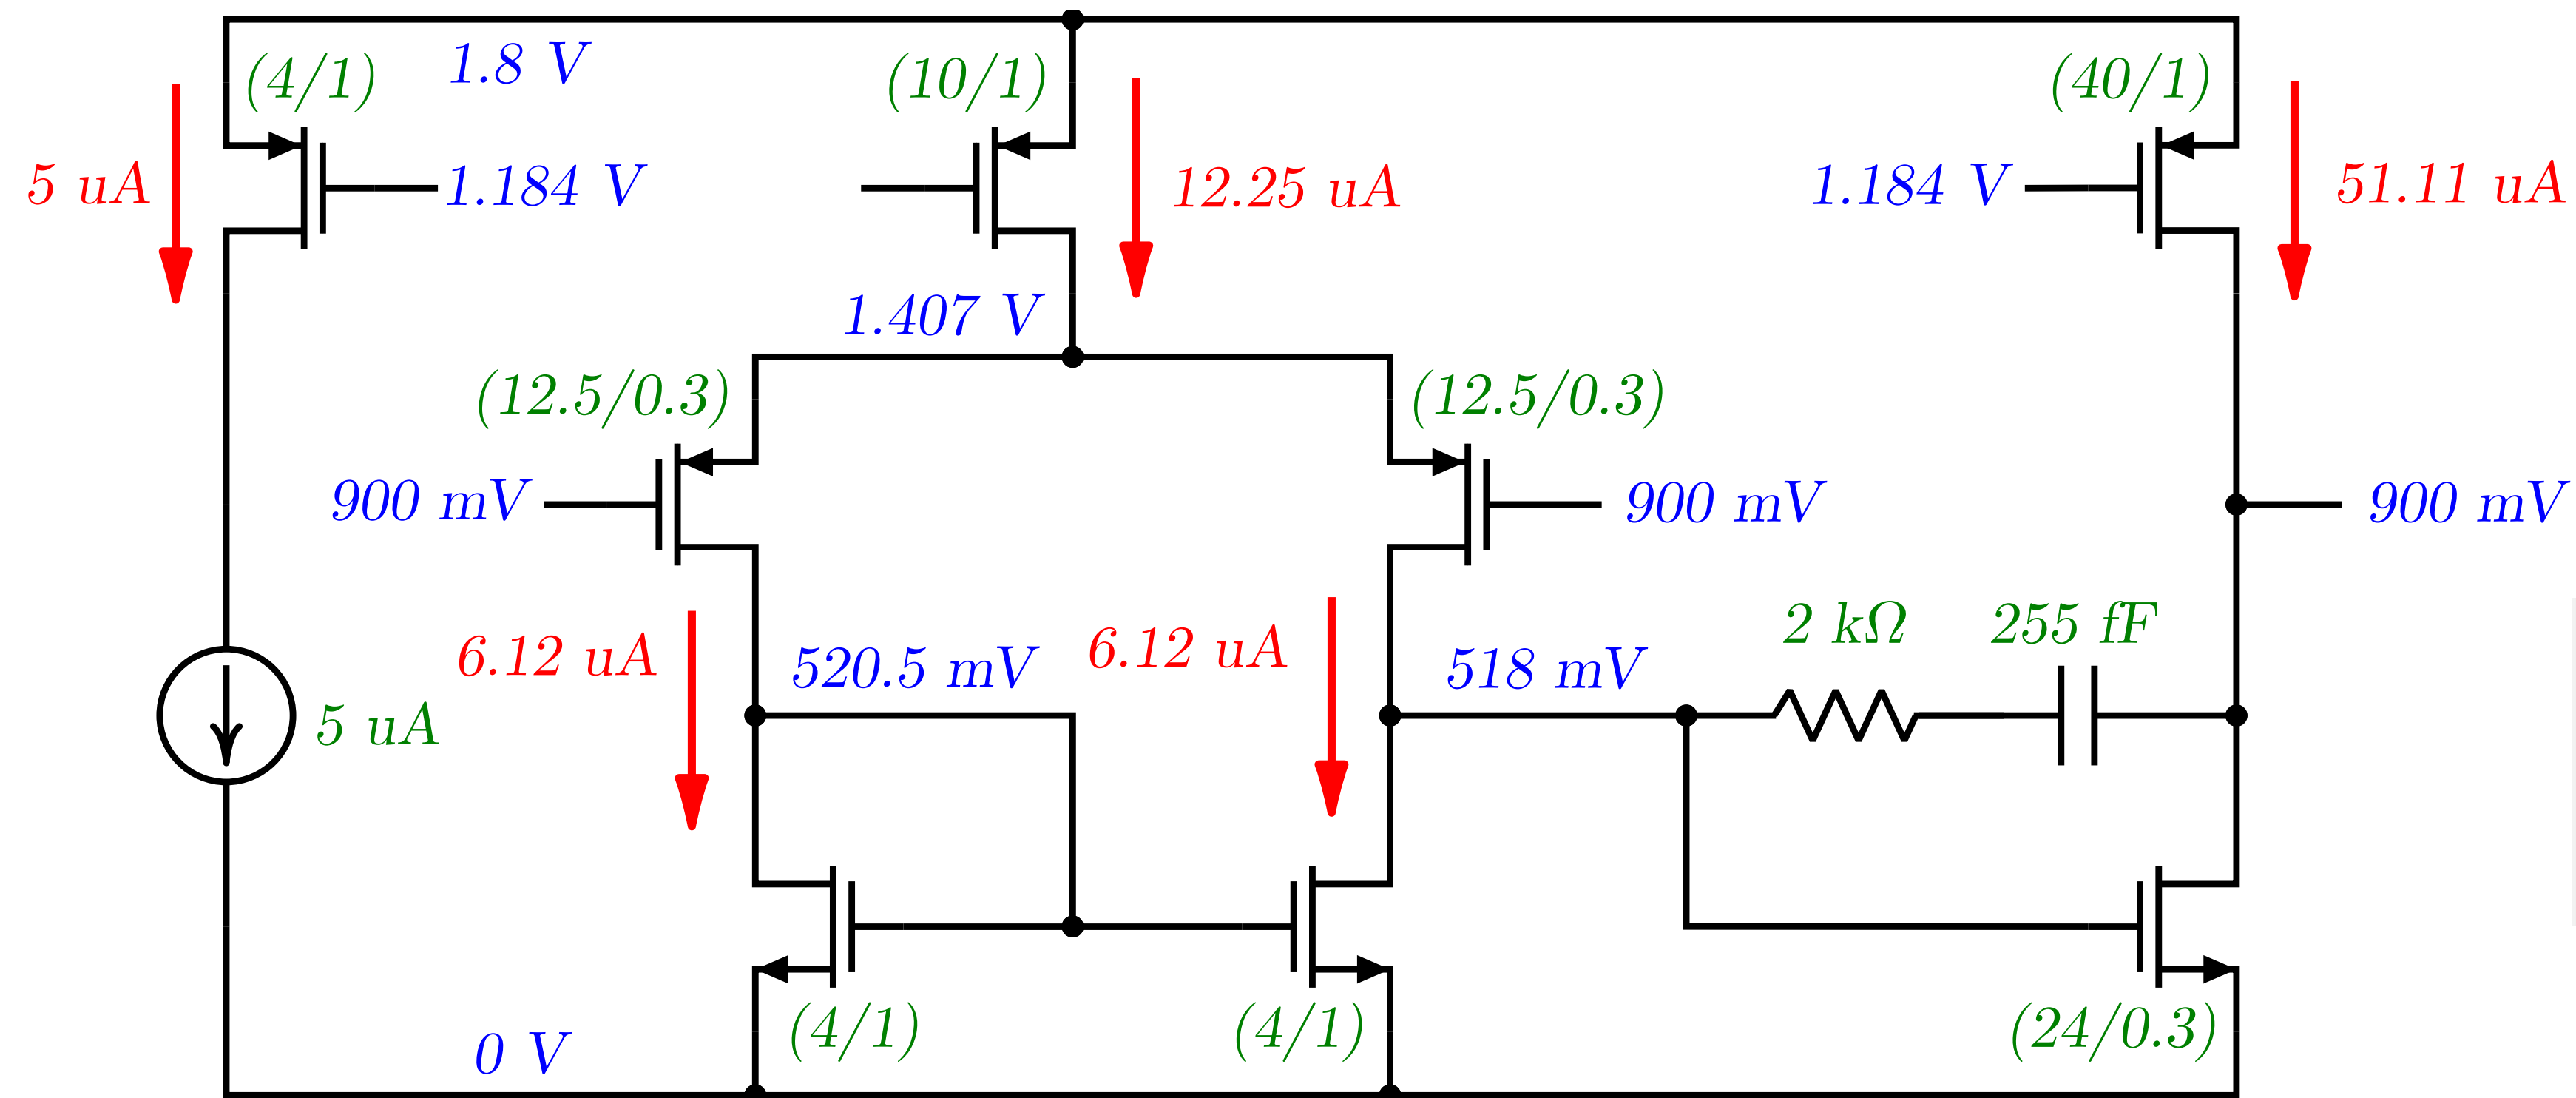 (4/1)
1.8 V
(10/1)
(40/1)
5 uA
1.184 V
12.25 uA
1.184 V
51.11 uA
1.407 V
(12.5/0.3)
(12.5/0.3)
900 mV
900 mV
900 mV
6.12 uA
520.5 mV
6.12 uA
518 mV
2 kΩ
255 fF
5 uA
0 V
(4/1)
(4/1)
(24/0.3)